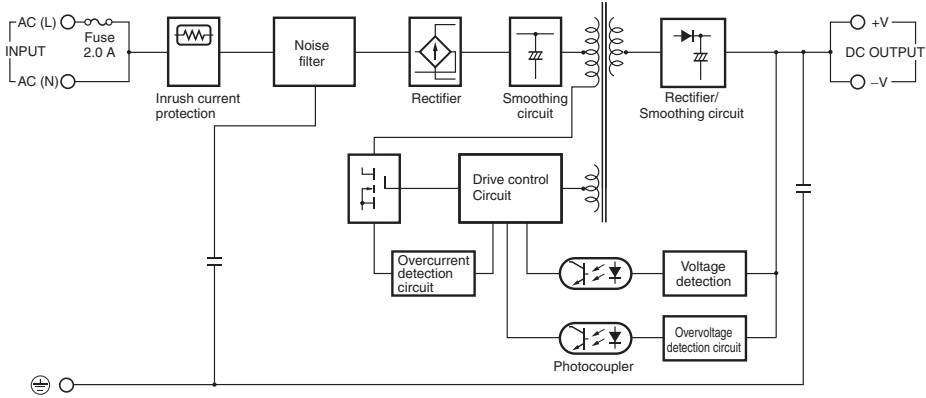 AC (L)
Fuse
2.0 A
INPUT
AC (N)
Inrush current
protection
Noise
filter
Rectifier
Smoothing
circuit
Rectifier/
Smoothing circuit
+V
DC OUTPUT
–V
Drive control
Circuit
Overcurrent
detection
circuit
Voltage
detection
Overvoltage
detection circuit
Photocoupler